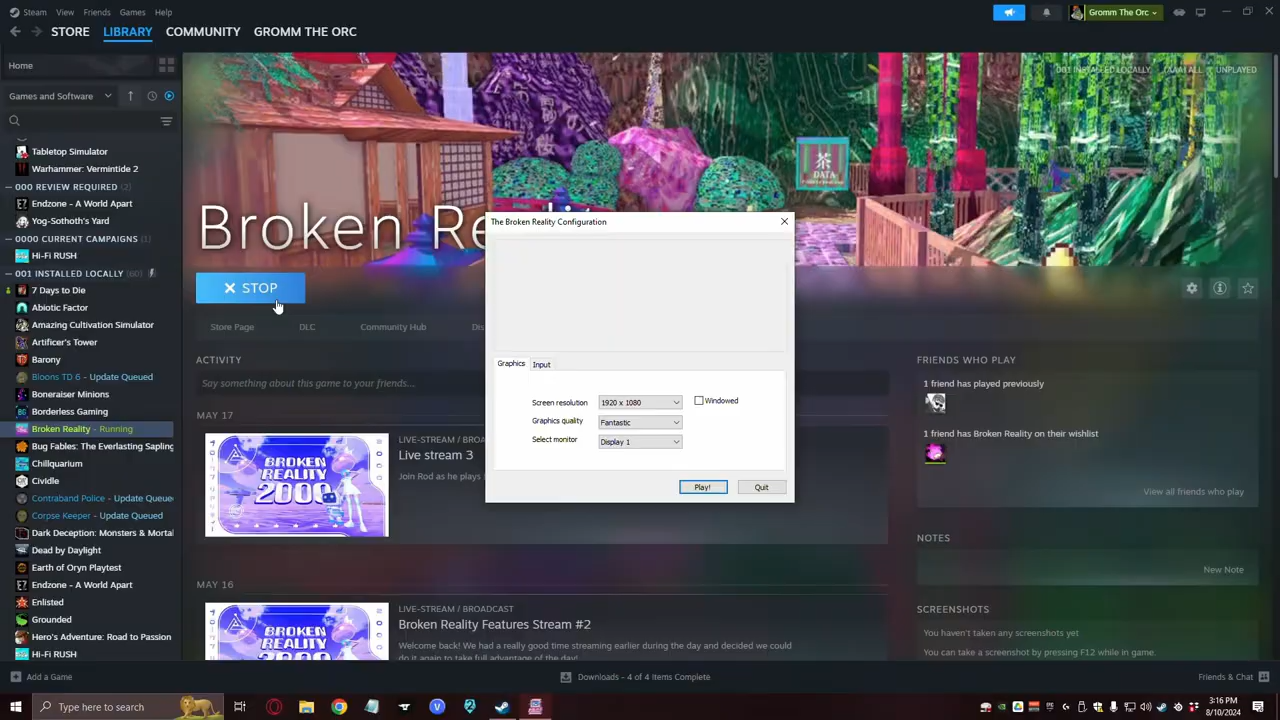 Steam View Friends Games Help
Gromm The Orc
STORE LIBRARY COMMUNITY GROMM THE ORC
Home
Games and Software
Tabletop Simulator
Warhammer: Vermintide 2
000 REVIEW REQUIRED
Endzone - A World Apart
Yog-Sothoth's Yard
0000 CURRENT CAMPAIGNS (1)
Hi-Fi RUSH
001 INSTALLED LOCALLY (60)
7 Days to Die
Abiotic Factor
Amazing Cultivation Simulator
Artificer's Tower
Barony
Bloons TD 6 - Update Queued
Boneraiser Minions
Borderless Gaming
Broken Reality - Running
Bug Fables: The Everlasting Sapling
Chillquarium
Cividle
Contraband Police - Update Queued
Corpse Keeper - Update Queued
Dark Deception: Monsters & Mortal
Dead by Daylight
Earth of Oryn Playtest
Endzone - A World Apart
Enlisted
Grounded
Hero's Adventure: Road to Passion
Hi-Fi RUSH
001 INSTALLED LOCALLY UNPLAYED
DATA
Broken Re
STOP
Store Page DLC Community Hub Dis
ACTIVITY
Say something about this game to your friends...
MAY 17
LIVE-STREAM / BROA
Live stream 3
Join Rod as he plays
BROKEN
REALITY
2000
MAY 16
LIVE-STREAM / BROADCAST
Broken Reality Features Stream #2
Welcome back! We had a really good time streaming earlier during the day and decided we could
do it again to take full advantage of the day!
BROKEN
REALITY
The Broken Reality Configuration
Graphics Input
Screen resolution 1920 x 1080 Windowed
Graphics quality Fantastic
Select monitor Display 1
Play! Quit
FRIENDS WHO PLAY
1 friend has played previously
1 friend has Broken Reality on their wishlist
View all friends who play
NOTES
New Note
SCREENSHOTS
You haven't taken any screenshots yet
You can take a screenshot by pressing F12 while in game.
Add a Game
Downloads - 4 of 4 Items Complete
Friends & Chat
Type here to search
3:16 PM
8/10/2024